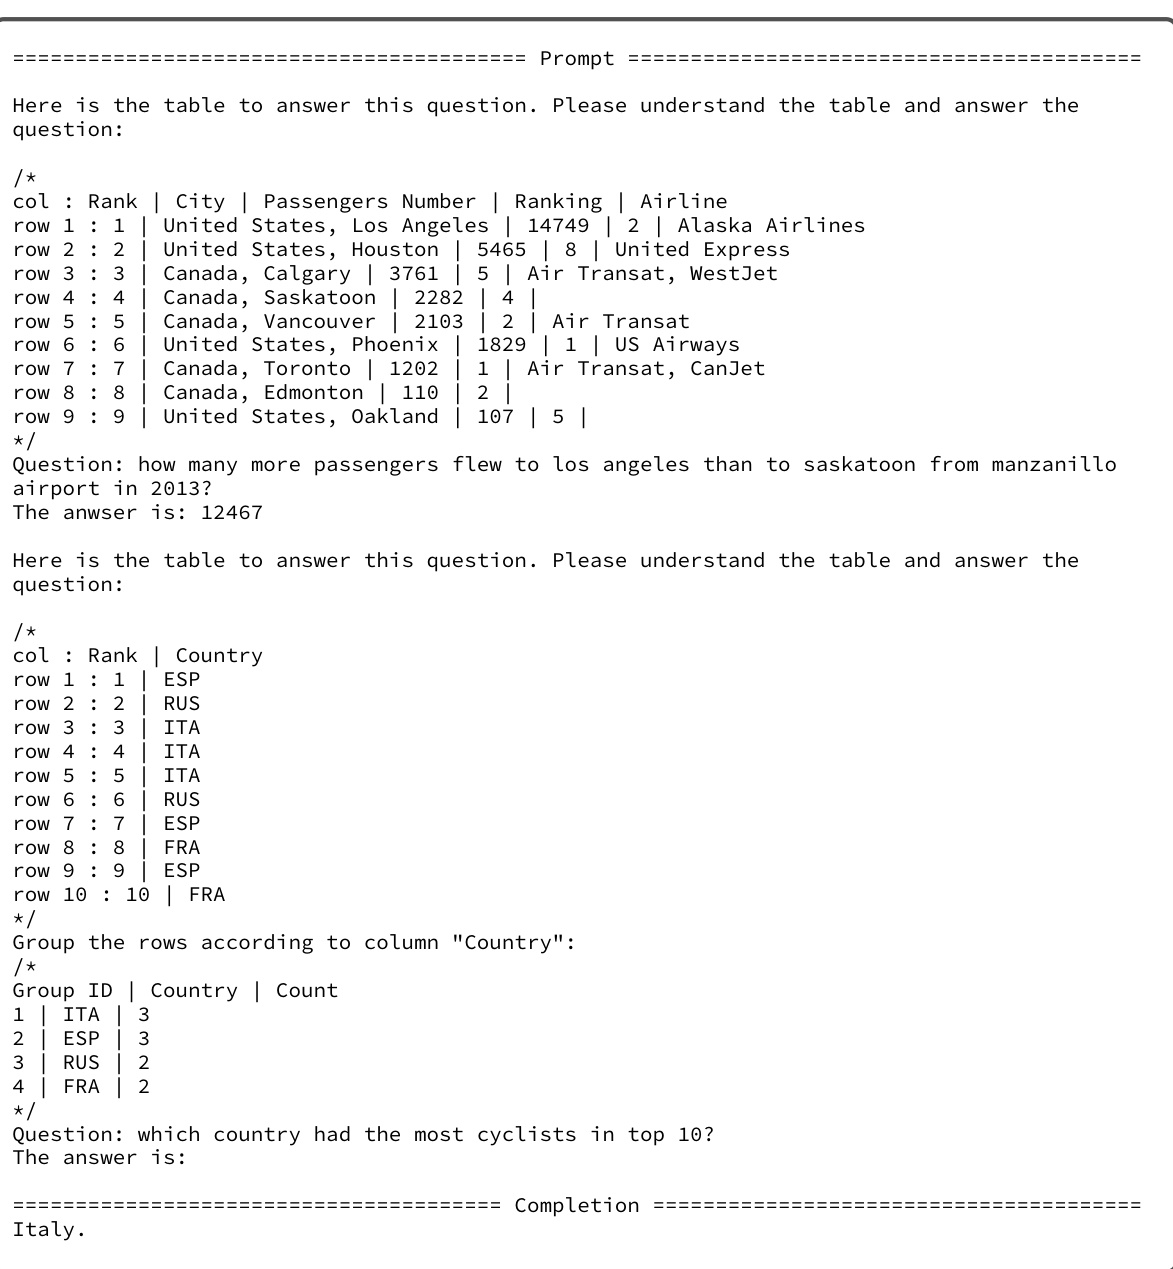 ========================================= Prompt =========================================
Here is the table to answer this question. Please understand the table and answer the
question:
/*
col : Rank | City | Passengers Number | Ranking | Airline
row 1 : 1 | United States, Los Angeles | 14749 | 2 | Alaska Airlines
row 2 : 2 | United States, Houston | 5465 | 8 | United Express
row 3 : 3 | Canada, Calgary | 3761 | 5 | Air Transat, WestJet
row 4 : 4 | Canada, Saskatoon | 2282 | 4 |
row 5 : 5 | Canada, Vancouver | 2103 | 2 | Air Transat
row 6 : 6 | United States, Phoenix | 1829 | 1 | US Airways
row 7 : 7 | Canada, Toronto | 1202 | 1 | Air Transat, CanJet
row 8 : 8 | Canada, Edmonton | 110 | 2 |
row 9 : 9 | United States, Oakland | 107 | 5 |
*/
Question: how many more passengers flew to los angeles than to saskatoon from manzanillo
airport in 2013?
The anwser is: 12467
Here is the table to answer this question. Please understand the table and answer the
question:
/*
col : Rank | Country
row 1 : 1 | ESP
row 2 : 2 | RUS
row 3 : 3 | ITA
row 4 : 4 | ITA
row 5 : 5 | ITA
row 6 : 6 | RUS
row 7 : 7 | ESP
row 8 : 8 | FRA
row 9 : 9 | ESP
row 10 : 10 | FRA
*/
Group the rows according to column "Country":
/*
Group ID | Country | Count
1 | ITA | 3
2 | ESP | 3
3 | RUS | 2
4 | FRA | 2
*/
Question: which country had the most cyclists in top 10?
The answer is:
======================================= Completion =======================================
Italy.